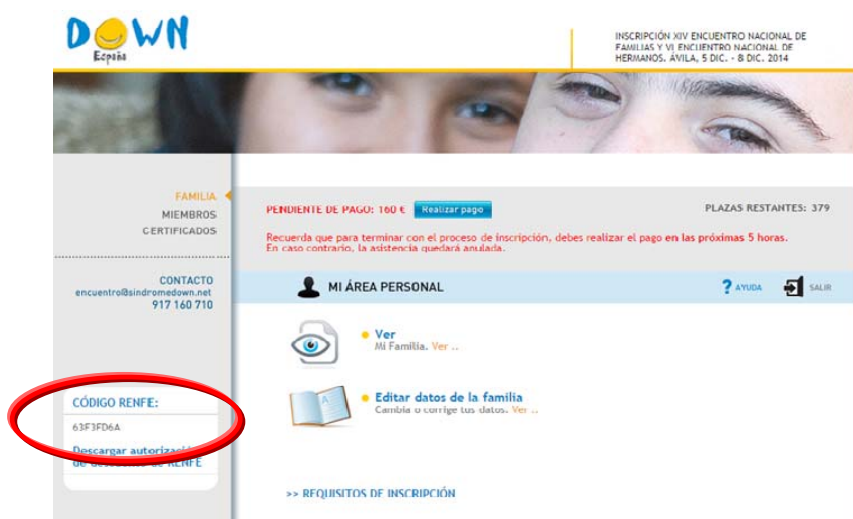 DOWN
España
INSCRIPCIÓN XIV ENCUENTRO NACIONAL DE
FAMILIAS Y VI ENCUENTRO NACIONAL DE
HERMANOS. ÁVILA, 5 DIC. - 8 DIC. 2014
FAMILIA
MIEMBROS
CERTIFICADOS
CONTACTO
encuentro@sindromedown.net
917 160 710
CÓDIGO RENFE:
63F3FD6A
Descargar autorización
de descuento de RENFE
PENDIENTE DE PAGO: 160 € Realizar pago
PLAZAS RESTANTES: 379
Recuerda que para terminar con el proceso de inscripción, debes realizar el pago en las próximas 5 horas.
En caso contrario, la asistencia quedará anulada.
MI ÁREA PERSONAL
? AYUDA
SALIR
Ver
Mi Familia. Ver ..
Editar datos de la familia
Cambia o corrige tus datos. Ver ..
>> REQUISITOS DE INSCRIPCIÓN